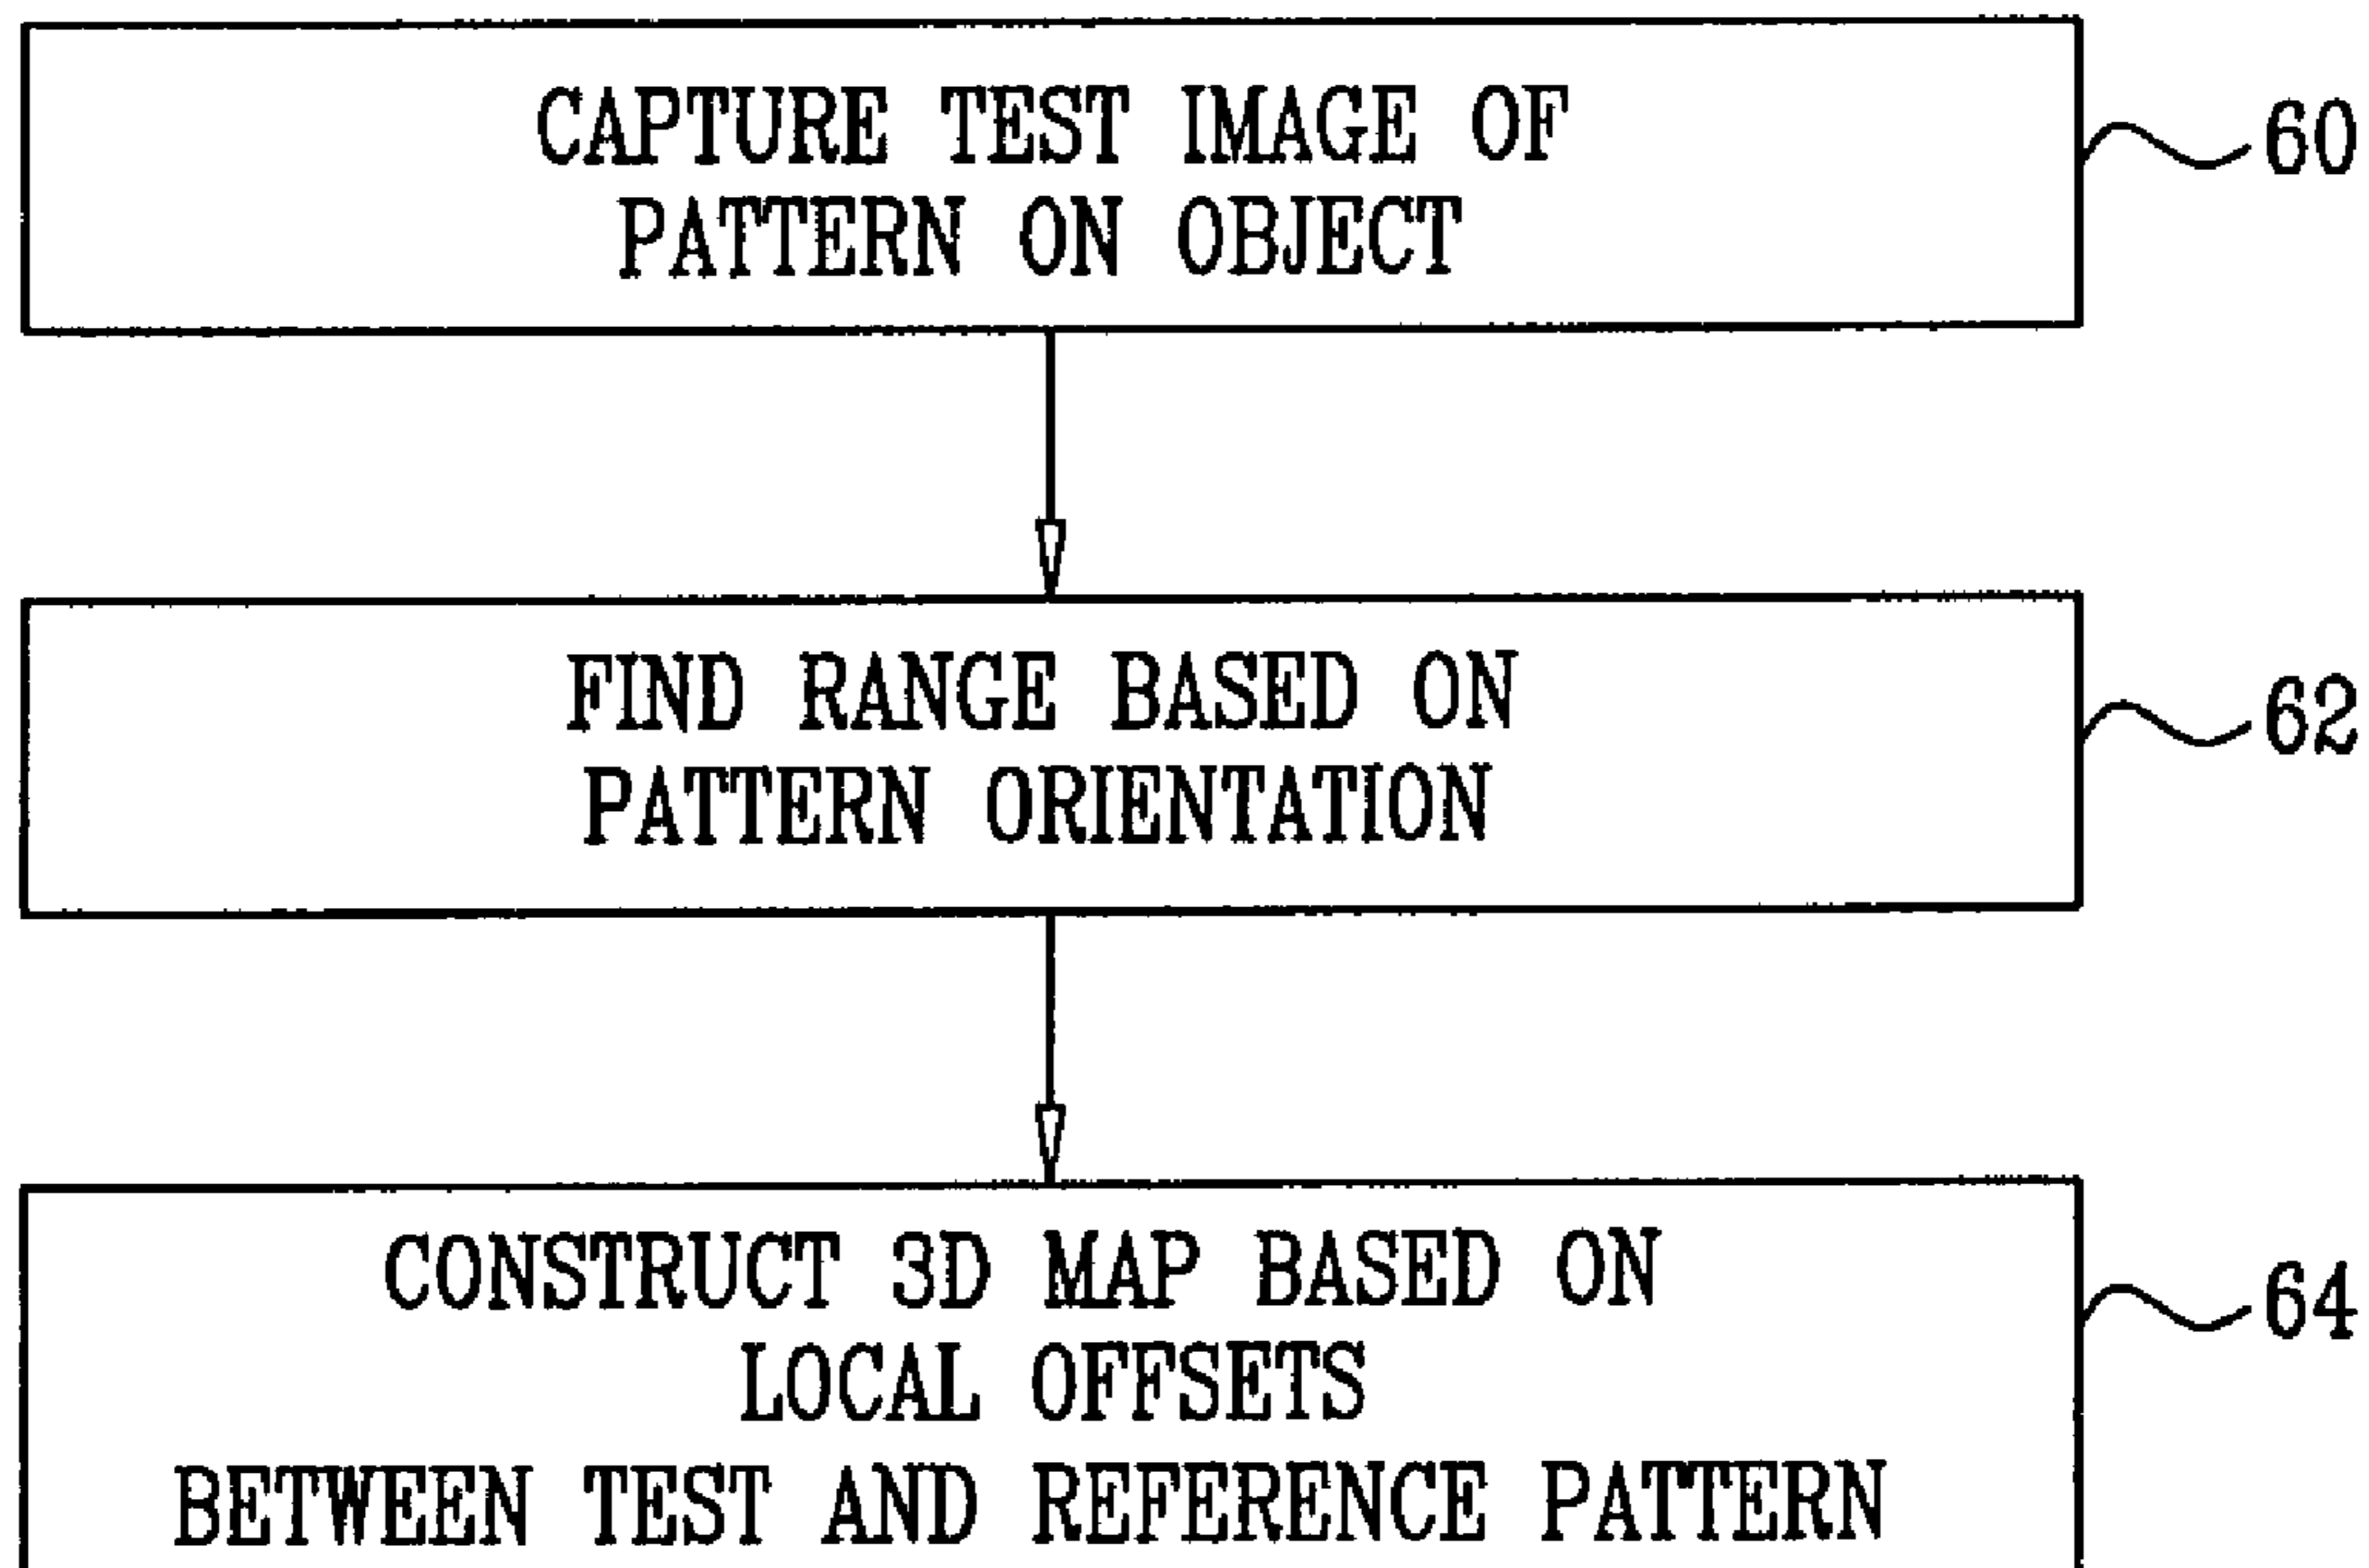 CAPTURE TEST IMAGE OF
PATTERN ON OBJECT
60
FIND RANGE BASED ON
PATTERN ORIENTATION
62
CONSTRUCT 3D MAP BASED ON
LOCAL OFFSETS
BETWEEN TEST AND REFERENCE PATTERN
64